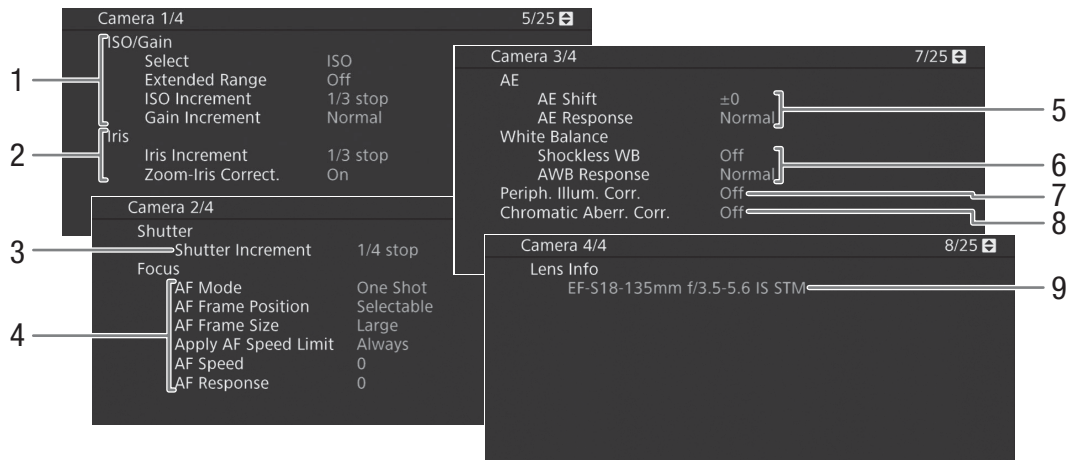 Camera 1/4 5/25
ISO/Gain
Select ISO
Extended Range Off
ISO Increment 1/3 stop
Gain Increment Normal
Iris
Iris Increment 1/3 stop
Zoom-Iris Correct. On
1
2
Camera 2/4
Shutter
Shutter Increment 1/4 stop
Focus
AF Mode One Shot
AF Frame Position Selectable
AF Frame Size Large
Apply AF Speed Limit Always
AF Speed 0
AF Response 0
3
4
Camera 3/4 7/25
AE
AE Shift ±0
AE Response Normal
White Balance
Shockless WB Off
AWB Response Normal
Periph. Illum. Corr. Off
Chromatic Aberr. Corr. Off
5
6
7
8
Camera 4/4 8/25
Lens Info
EF-S18-135mm f/3.5-5.6 IS STM
9